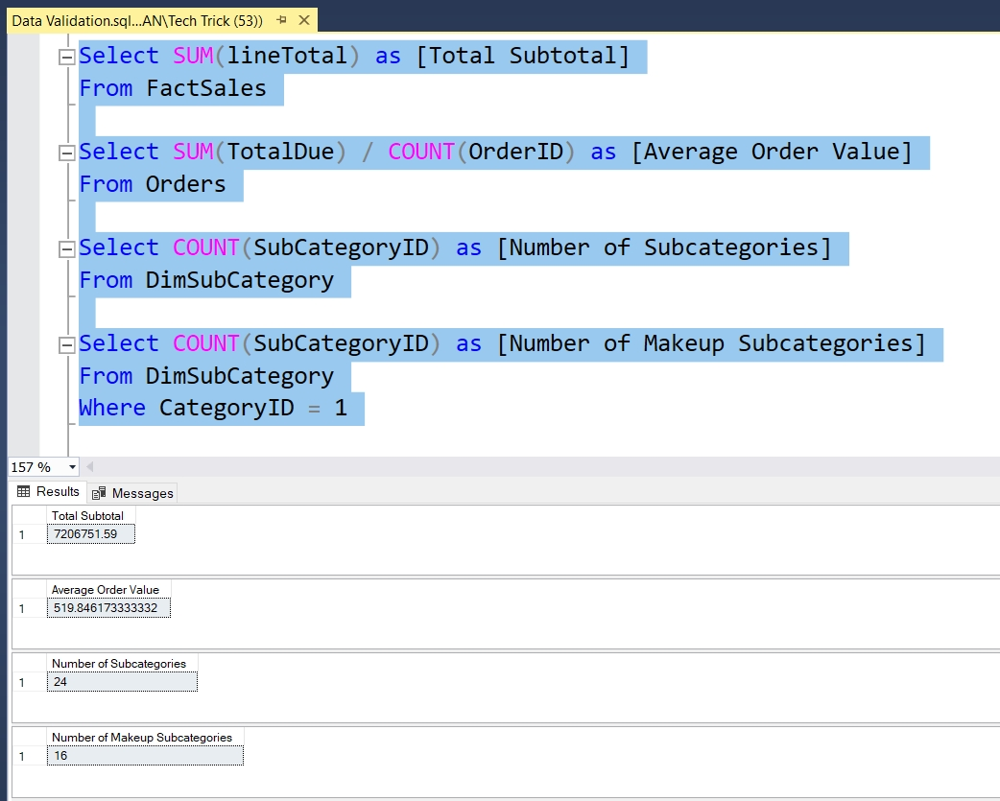 Data Validation.sql...AN\Tech Trick (53))
Select SUM(lineTotal) as [Total Subtotal]
From FactSales
Select SUM(TotalDue) / COUNT(OrderID) as [Average Order Value]
From Orders
Select COUNT(SubCategoryID) as [Number of Subcategories]
From DimSubCategory
Select COUNT(SubCategoryID) as [Number of Makeup Subcategories]
From DimSubCategory
Where CategoryID = 1
157 %
Results Messages
Total Subtotal
1 7206751.59
Average Order Value
1 519.846173333332
Number of Subcategories
1 24
Number of Makeup Subcategories
1 16